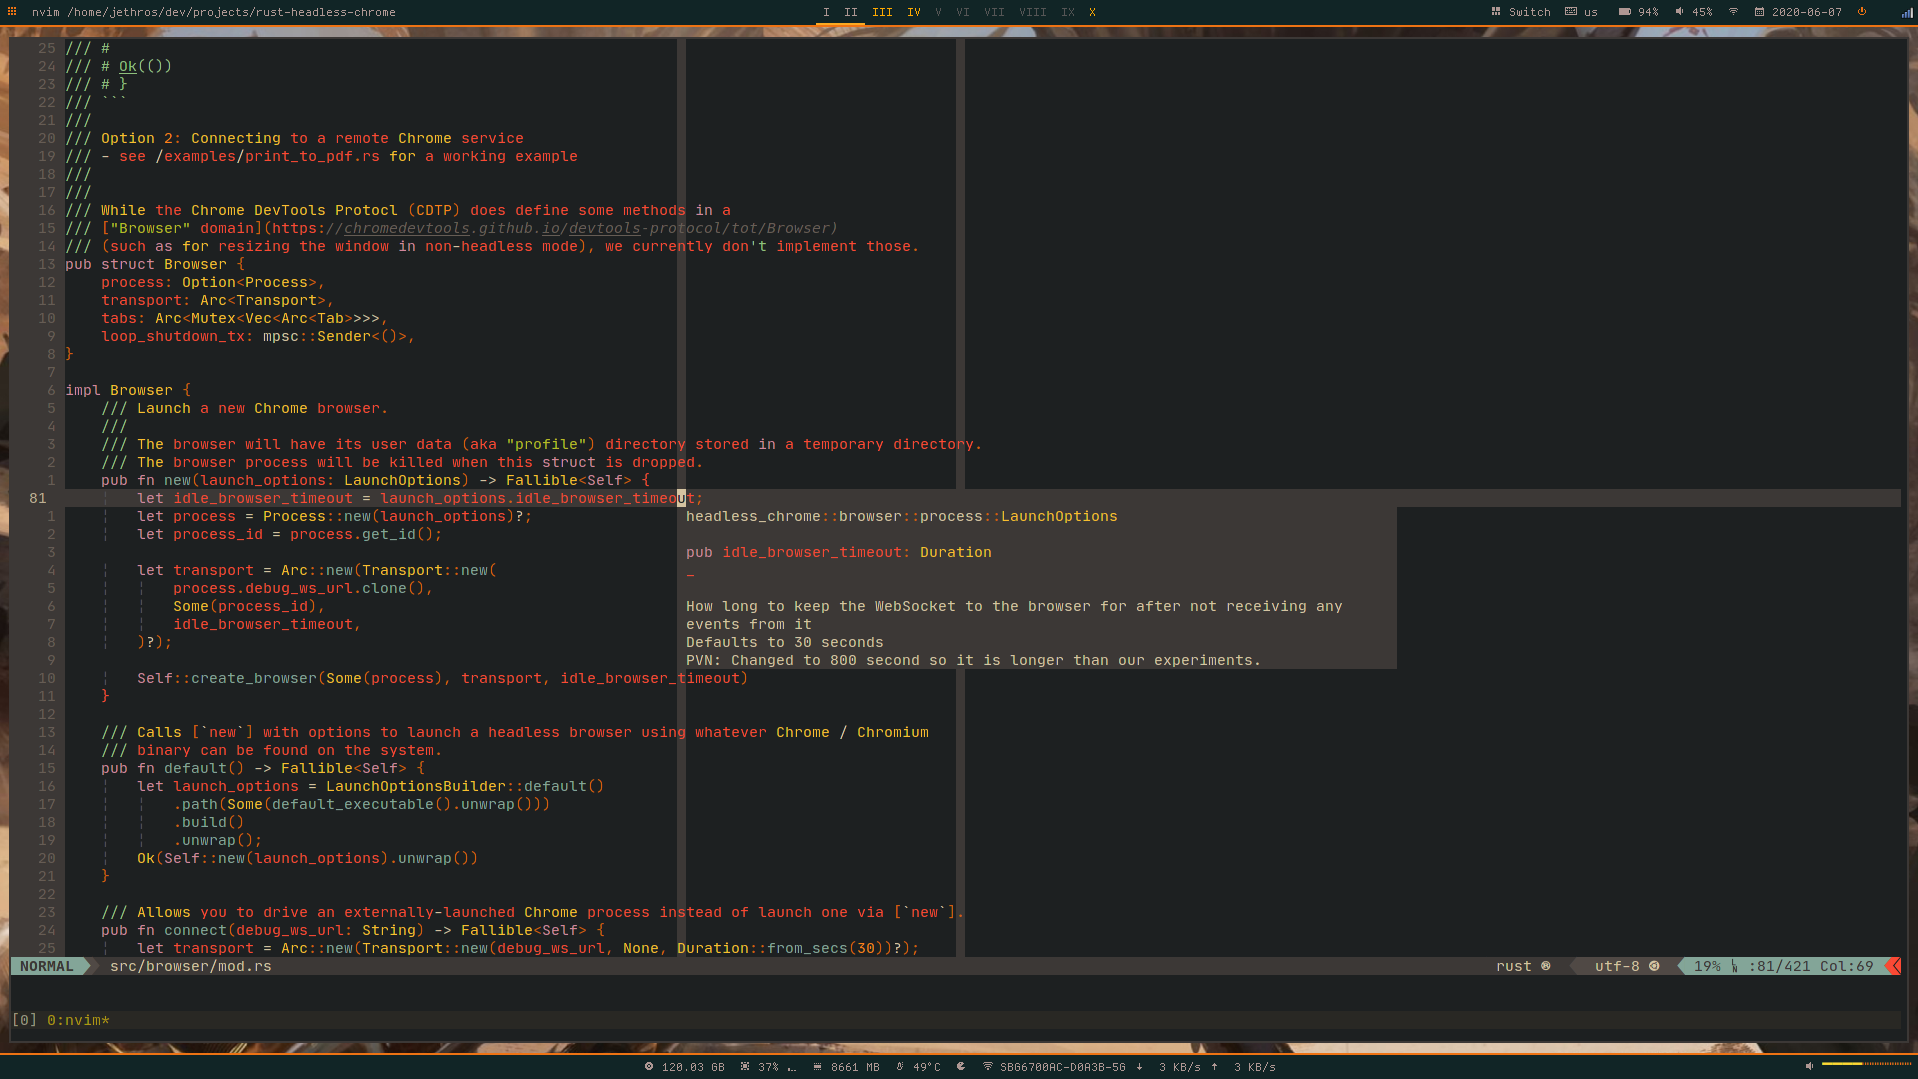 nvim /home/jethros/dev/projects/rust-headless-chrome
I II III IV V VI VII VIII IX X
Switch us 94% 45% 2020-06-07
25 /// #
24 /// # Ok(())
23 /// # }
22 /// ```
21 ///
20 /// Option 2: Connecting to a remote Chrome service
19 /// - see /examples/print_to_pdf.rs for a working example
18 ///
17 ///
16 /// While the Chrome DevTools Protocl (CDTP) does define some methods in a
15 /// ["Browser" domain](https://chromedevtools.github.io/devtools-protocol/tot/Browser)
14 /// (such as for resizing the window in non-headless mode), we currently don't implement those.
13 pub struct Browser {
12     process: Option<Process>,
11     transport: Arc<Transport>,
10     tabs: Arc<Mutex<Vec<Arc<Tab>>>>,
9     loop_shutdown_tx: mpsc::Sender<()>,
8 }
7
6 impl Browser {
5     /// Launch a new Chrome browser.
4     ///
3     /// The browser will have its user data (aka "profile") directory stored in a temporary directory.
2     /// The browser process will be killed when this struct is dropped.
1     pub fn new(launch_options: LaunchOptions) -> Fallible<Self> {
81     ¦   let idle_browser_timeout = launch_options.idle_browser_timeout;
1     ¦   let process = Process::new(launch_options)?;
headless_chrome::browser::process::LaunchOptions
2     ¦   let process_id = process.get_id();
3
pub idle_browser_timeout: Duration
4     ¦   let transport = Arc::new(Transport::new(
_
5     ¦   ¦   process.debug_ws_url.clone(),
6     ¦   ¦   Some(process_id),
How long to keep the WebSocket to the browser for after not receiving any
7     ¦   ¦   idle_browser_timeout,
events from it
8     ¦   )?);
Defaults to 30 seconds
9
PVN: Changed to 800 second so it is longer than our experiments.
10     ¦   Self::create_browser(Some(process), transport, idle_browser_timeout)
11     }
12
13     /// Calls [`new`] with options to launch a headless browser using whatever Chrome / Chromium
14     /// binary can be found on the system.
15     pub fn default() -> Fallible<Self> {
16     ¦   let launch_options = LaunchOptionsBuilder::default()
17     ¦   ¦   .path(Some(default_executable().unwrap()))
18     ¦   ¦   .build()
19     ¦   ¦   .unwrap();
20     ¦   Ok(Self::new(launch_options).unwrap())
21     }
22
23     /// Allows you to drive an externally-launched Chrome process instead of launch one via [`new`].
24     pub fn connect(debug_ws_url: String) -> Fallible<Self> {
25     ¦   let transport = Arc::new(Transport::new(debug_ws_url, None, Duration::from_secs(30))?);
NORMAL src/browser/mod.rs rust utf-8 19% :81/421 Col:69
[0] 0:nvim*
120.03 GB 37% 8661 MB 49°C SBG6700AC-D0A3B-5G ↓ 3 KB/s ↑ 3 KB/s